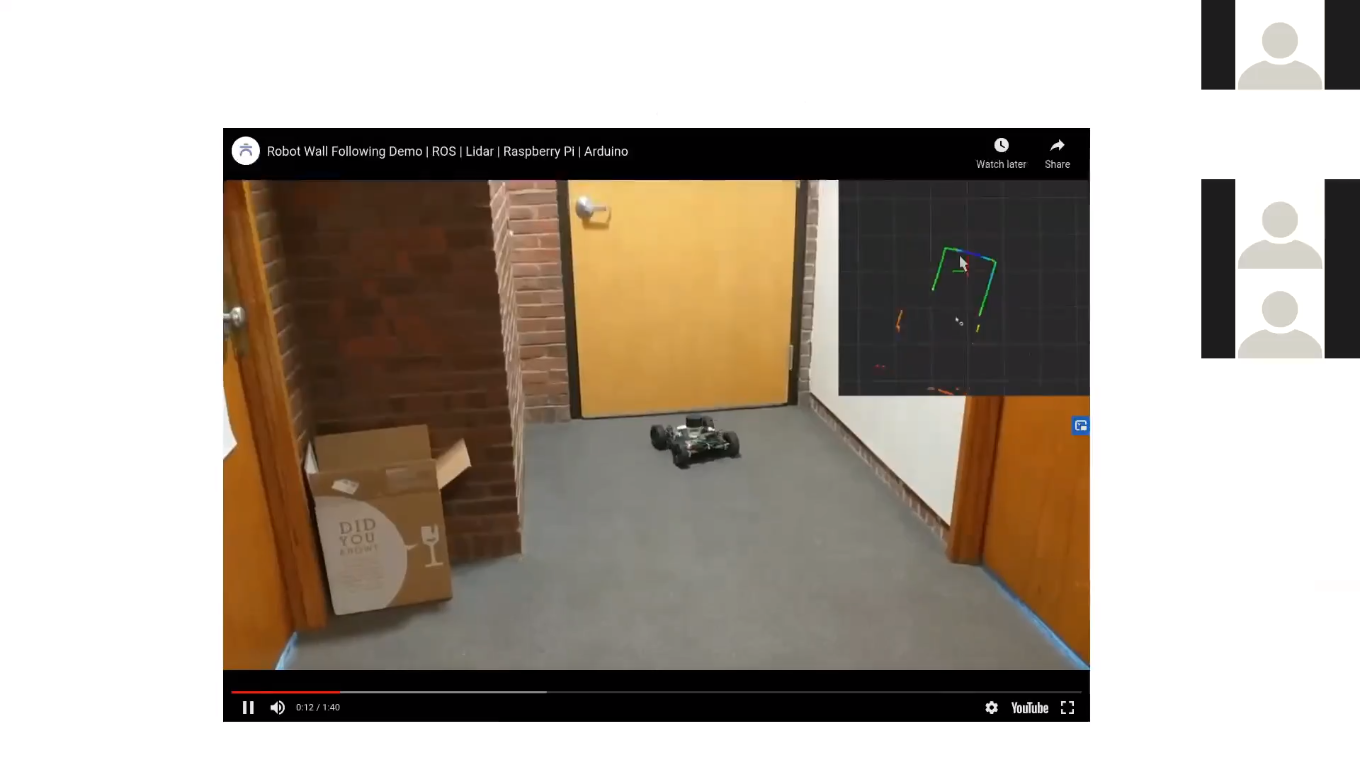 Robot Wall Following Demo | ROS | Lidar | Raspberry Pi | Arduino
Watch later
Share
DID
YOU
KNOW?
0:12 / 1:40
YouTube